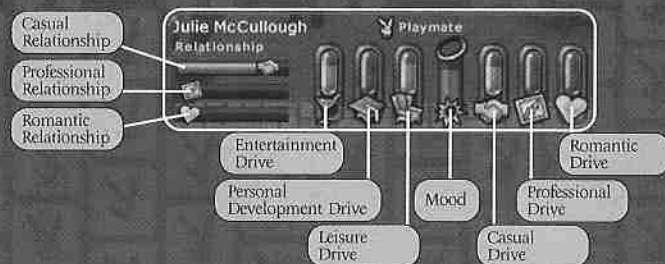 Casual
Relationship
Professional
Relationship
Romantic
Relationship
Julie McCullough
Playmate
Relationship
Entertainment
Drive
Personal
Development Drive
Leisure
Drive
Mood
Casual
Drive
Professional
Drive
Romantic
Drive